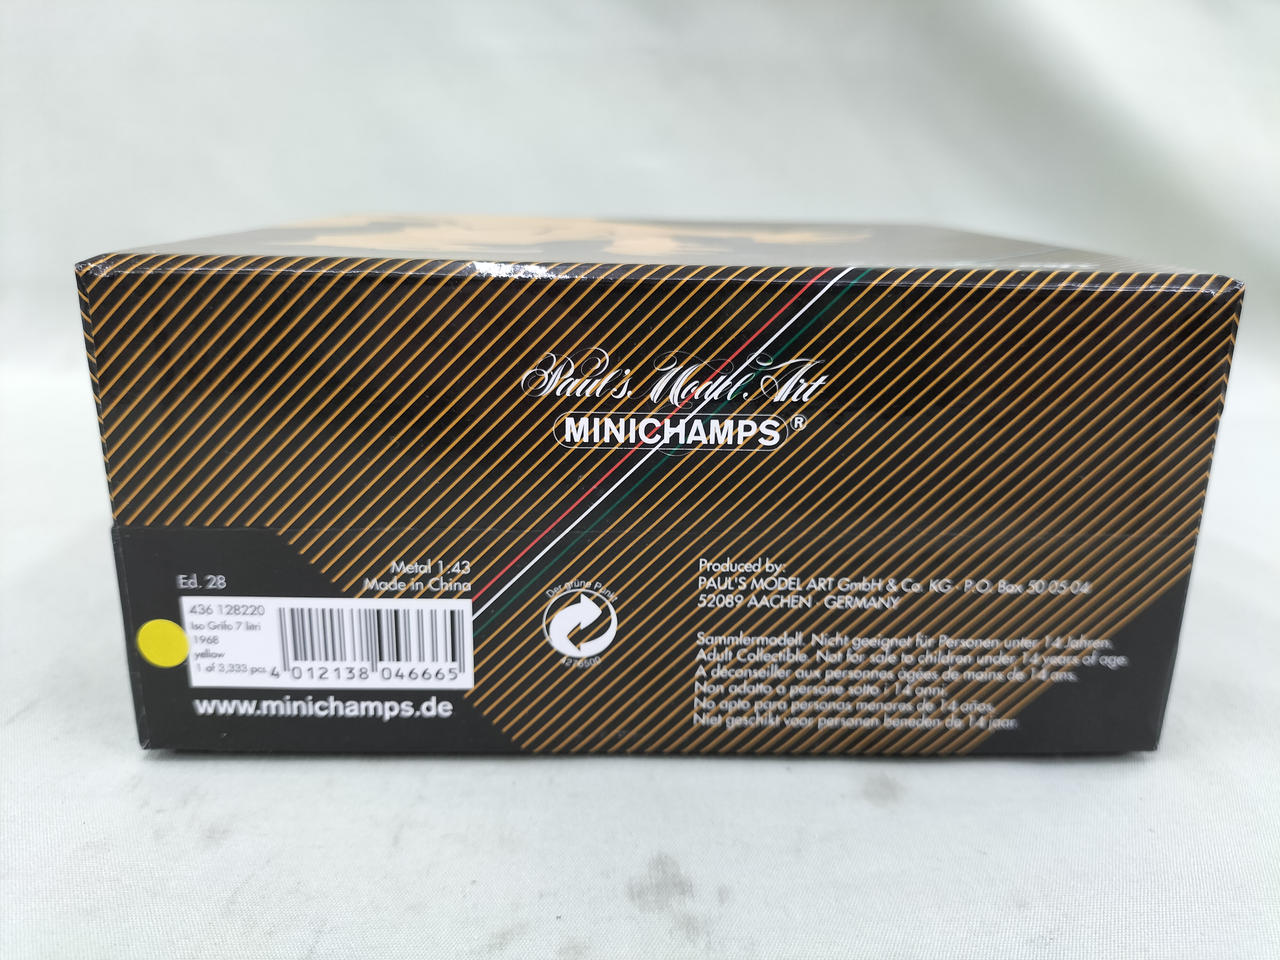 Paul's Model Art
MINICHAMPS®
Ed. 28
Metal 1:43
Made in China
436 128220
Iso Grifo 7 litri
1968
yellow
1 of 3,333 pcs.
4 012138 046665
www.minichamps.de
Der grüne Punkt
4276500
Produced by:
PAUL'S MODEL ART GmbH & Co. KG · P.O. Box 50 05 04
52089 AACHEN · GERMANY
Sammlermodell. Nicht geeignet für Personen unter 14 Jahren.
Adult Collectible. Not for sale to children under 14 years of age.
A déconseiller aux personnes âgées de moins de 14 ans.
Non adatto a persone sotto i 14 anni.
No apto para personas menores de 14 años.
Niet geschikt voor personen beneden de 14 jaar.